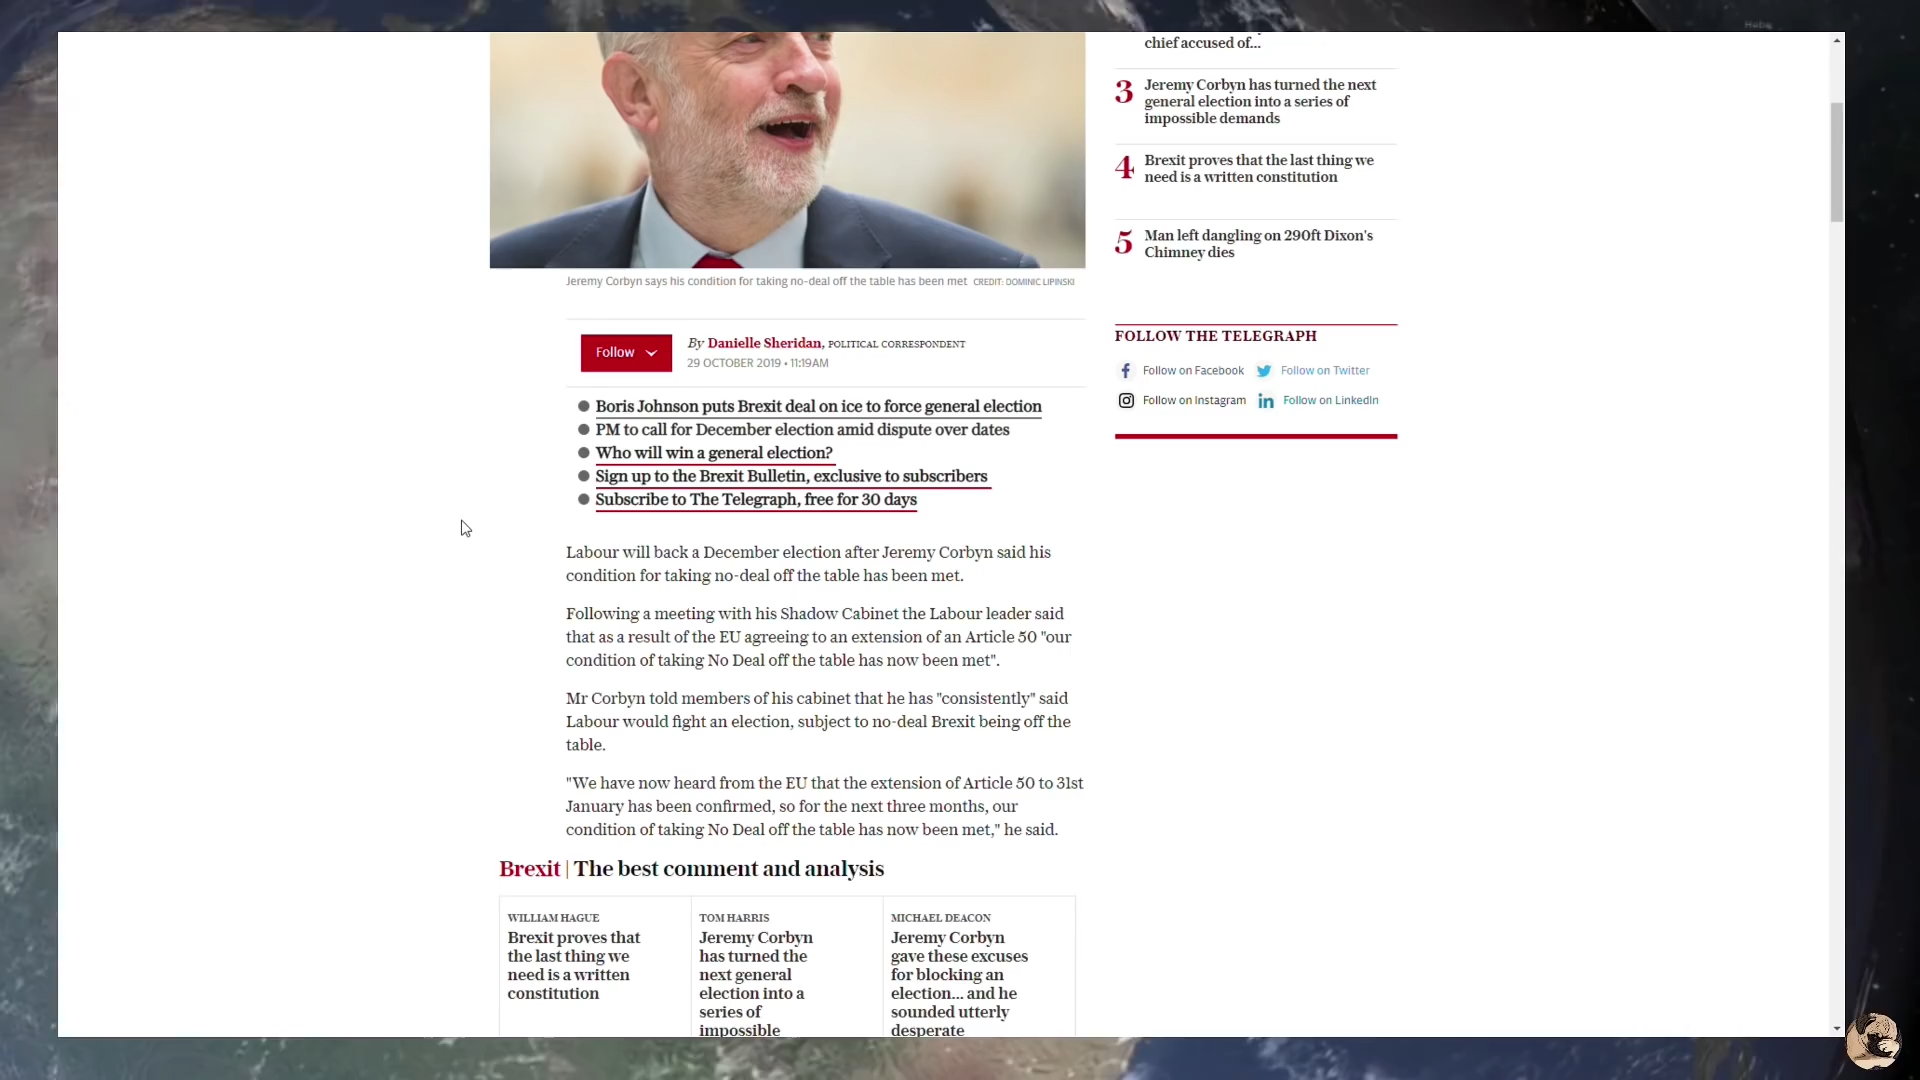 Jeremy Corbyn says his condition for taking no-deal off the table has been met CREDIT: DOMINIC LIPINSKI
Follow
By Danielle Sheridan, POLITICAL CORRESPONDENT
29 OCTOBER 2019 • 11:19AM
Boris Johnson puts Brexit deal on ice to force general election
PM to call for December election amid dispute over dates
Who will win a general election?
Sign up to the Brexit Bulletin, exclusive to subscribers
Subscribe to The Telegraph, free for 30 days
Labour will back a December election after Jeremy Corbyn said his
condition for taking no-deal off the table has been met.
Following a meeting with his Shadow Cabinet the Labour leader said
that as a result of the EU agreeing to an extension of an Article 50 "our
condition of taking No Deal off the table has now been met".
Mr Corbyn told members of his cabinet that he has "consistently" said
Labour would fight an election, subject to no-deal Brexit being off the
table.
"We have now heard from the EU that the extension of Article 50 to 31st
January has been confirmed, so for the next three months, our
condition of taking No Deal off the table has now been met," he said.
Brexit | The best comment and analysis
WILLIAM HAGUE
Brexit proves that
the last thing we
need is a written
constitution
TOM HARRIS
Jeremy Corbyn
has turned the
next general
election into a
series of
impossible
MICHAEL DEACON
Jeremy Corbyn
gave these excuses
for blocking an
election... and he
sounded utterly
desperate
chief accused of...
3 Jeremy Corbyn has turned the next
general election into a series of
impossible demands
4 Brexit proves that the last thing we
need is a written constitution
5 Man left dangling on 290ft Dixon's
Chimney dies
FOLLOW THE TELEGRAPH
Follow on Facebook Follow on Twitter
Follow on Instagram Follow on LinkedIn